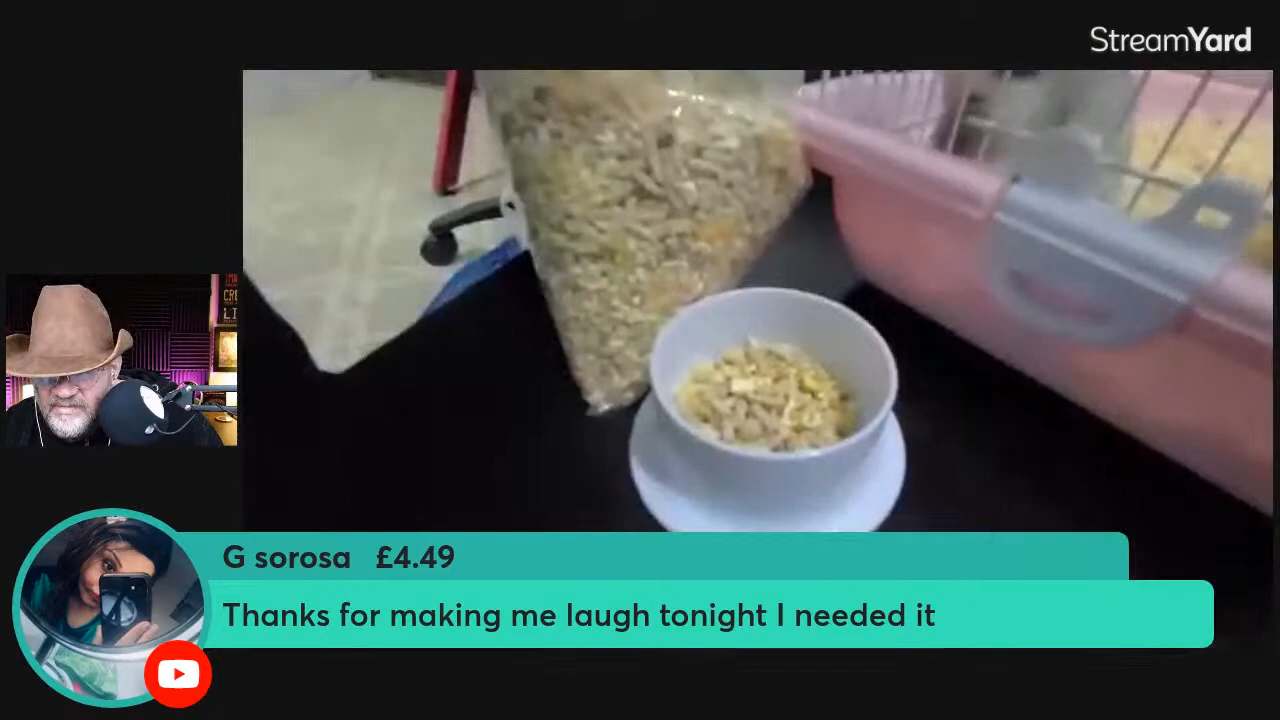 StreamYard
G sorosa £4.49
Thanks for making me laugh tonight I needed it